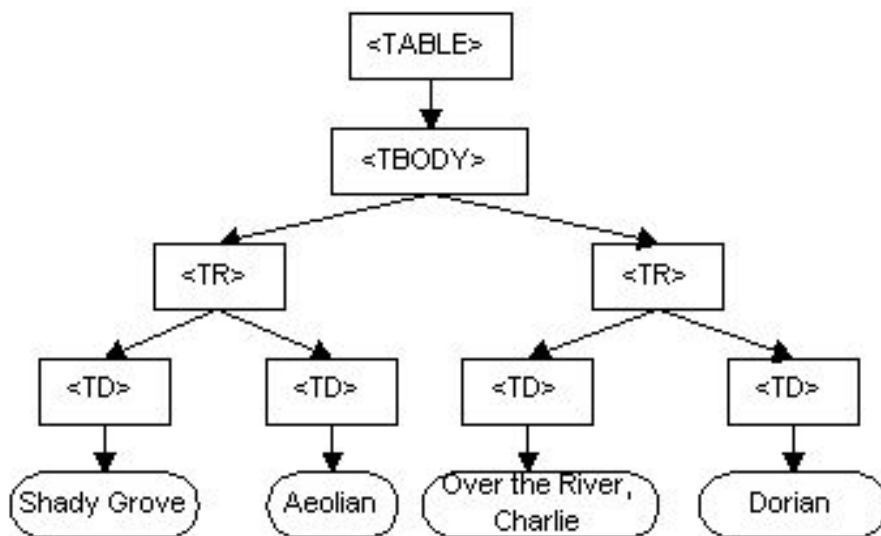 <TABLE>
<TBODY>
<TR>
<TR>
<TD>
<TD>
<TD>
<TD>
Shady Grove
Aeolian
Over the River,
Charlie
Dorian